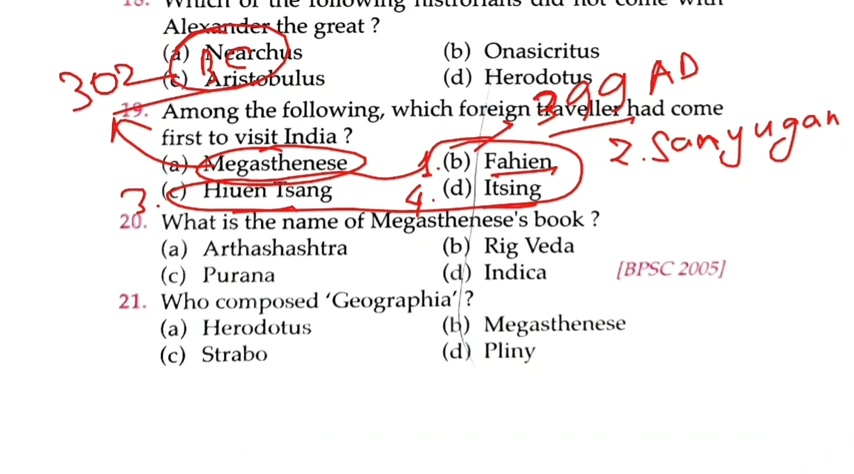 18. Which of the following historians did not come with
Alexander the great ?
(a) Nearchus (b) Onasicritus
(c) Aristobulus (d) Herodotus
302 BC
399 AD
19. Among the following, which foreign traveller had come
first to visit India ?
2. Sanyugan
(a) Megasthenese 1. (b) Fahien
3. (c) Hiuen Tsang 4. (d) Itsing
20. What is the name of Megasthenese's book ?
(a) Arthashashtra (b) Rig Veda
(c) Purana (d) Indica [BPSC 2005]
21. Who composed 'Geographia' ?
(a) Herodotus (b) Megasthenese
(c) Strabo (d) Pliny